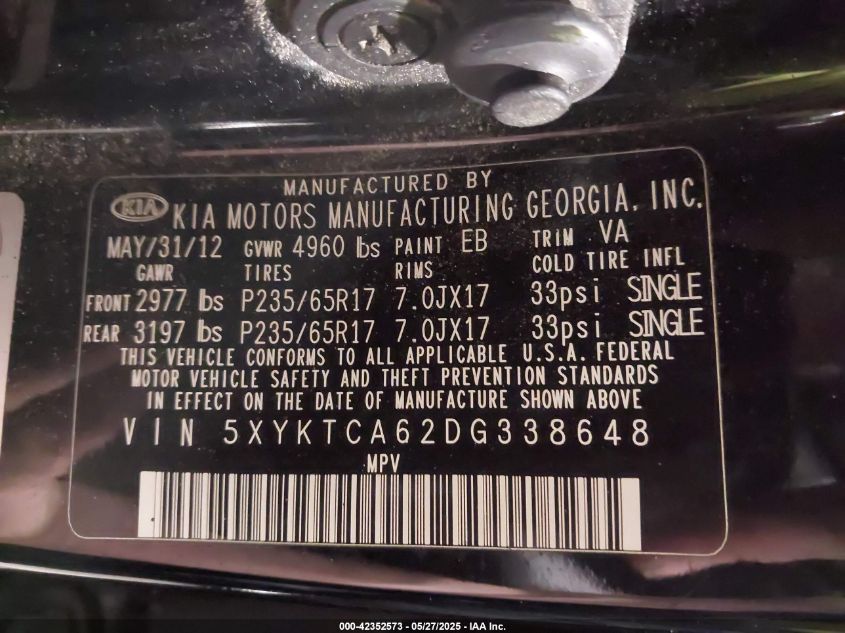 MANUFACTURED BY
KIA KIA MOTORS MANUFACTURING GEORGIA, INC.
MAY/31/12 GVWR 4960 lbs PAINT EB TRIM VA
GAWR TIRES RIMS COLD TIRE INFL
FRONT 2977 lbs P235/65R17 7.0JX17 33psi SINGLE
REAR 3197 lbs P235/65R17 7.0JX17 33psi SINGLE
THIS VEHICLE CONFORMS TO ALL APPLICABLE U.S.A. FEDERAL
MOTOR VEHICLE SAFETY AND THEFT PREVENTION STANDARDS
IN EFFECT ON THE DATE OF MANUFACTURE SHOWN ABOVE
VIN 5XYKTCA62DG338648
MPV
000-42352573 - 05/27/2025 - IAA Inc.